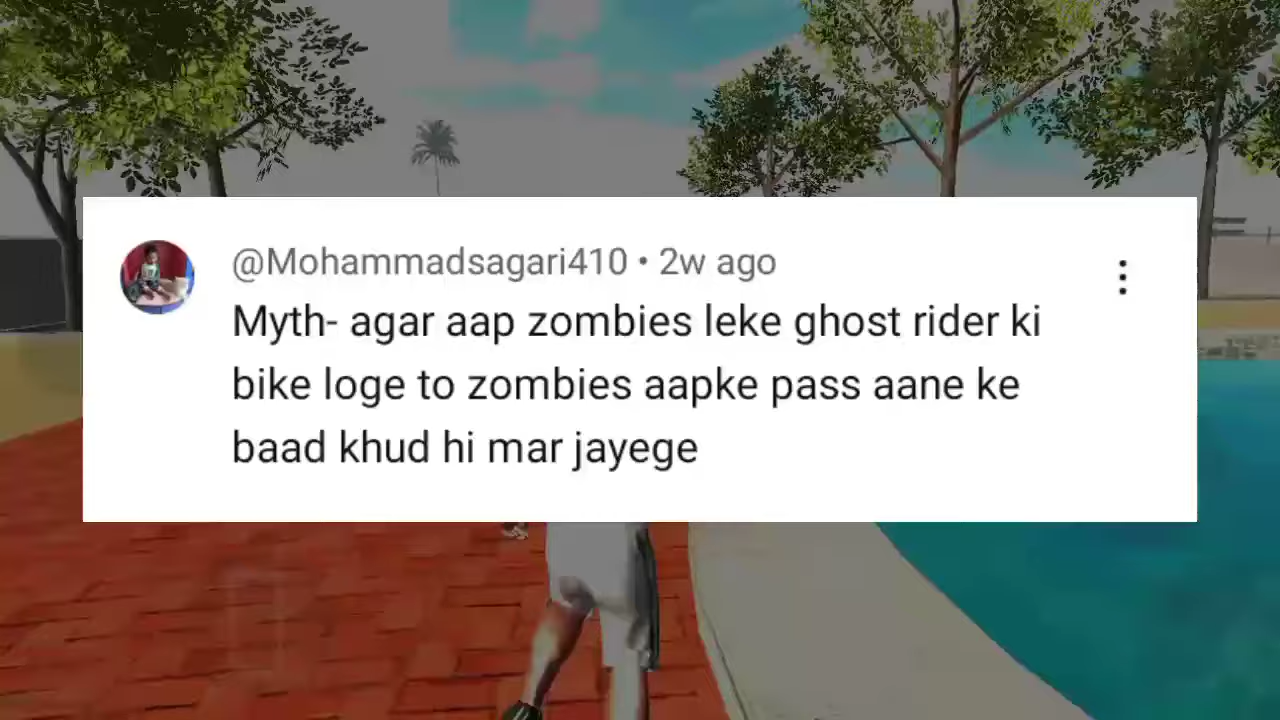 @Mohammadsagari410 • 2w ago
Myth- agar aap zombies leke ghost rider ki
bike loge to zombies aapke pass aane ke
baad khud hi mar jayege